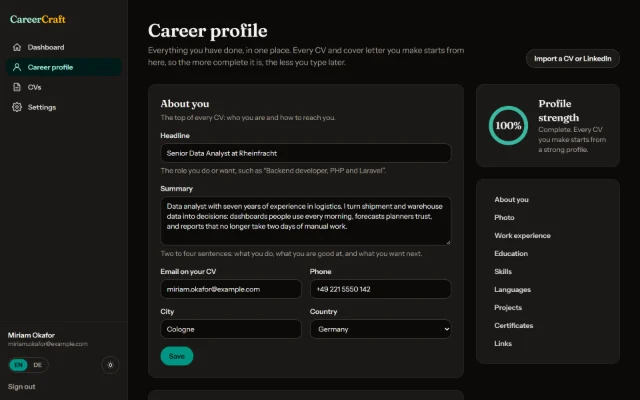 CareerCraft
Dashboard
Career profile
CVs
Settings
Miriam Okafor
miriam.okafor@example.com
EN
DE
Sign out
Career profile
Everything you have done, in one place. Every CV and cover letter you make starts from
here, so the more complete it is, the less you type later.
Import a CV or LinkedIn
About you
The top of every CV: who you are and how to reach you.
Headline
Senior Data Analyst at Rheinfracht
The role you do or want, such as "Backend developer, PHP and Laravel".
Summary
Data analyst with seven years of experience in logistics. I turn shipment and warehouse
data into decisions: dashboards people use every morning, forecasts planners trust,
and reports that no longer take two days of manual work.
Two to four sentences: what you do, what you are good at, and what you want next.
Email on your CV
Phone
miriam.okafor@example.com
+49 221 5550 142
City
Country
Cologne
Germany
Save
100%
Profile
strength
Complete. Every CV
you make starts from
a strong profile.
About you
Photo
Work experience
Education
Skills
Languages
Projects
Certificates
Links